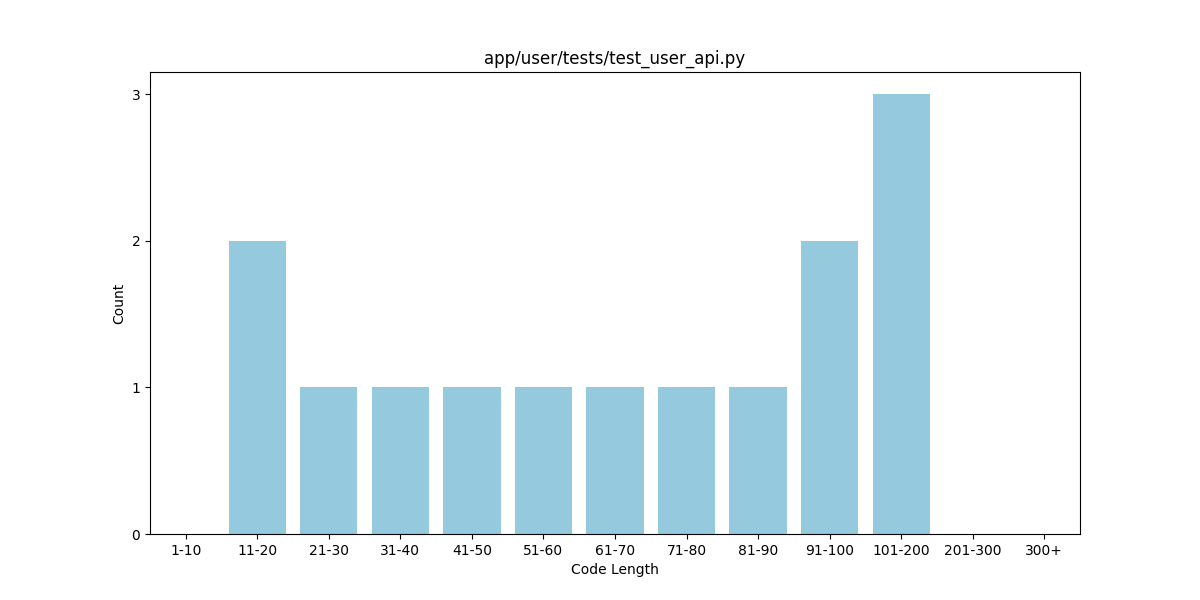 app/user/tests/test_user_api.py
3
2
1
0
Count
1-10 11-20 21-30 31-40 41-50 51-60 61-70 71-80 81-90 91-100 101-200 201-300 300+
Code Length